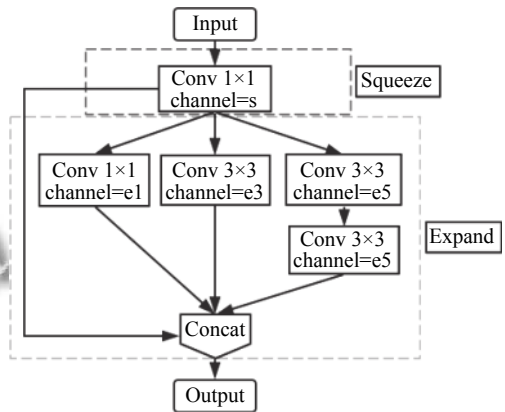 Input
Conv 1×1
channel=s
Squeeze
Conv 1×1
channel=e1
Conv 3×3
channel=e3
Conv 3×3
channel=e5
Conv 3×3
channel=e5
Expand
Concat
Output